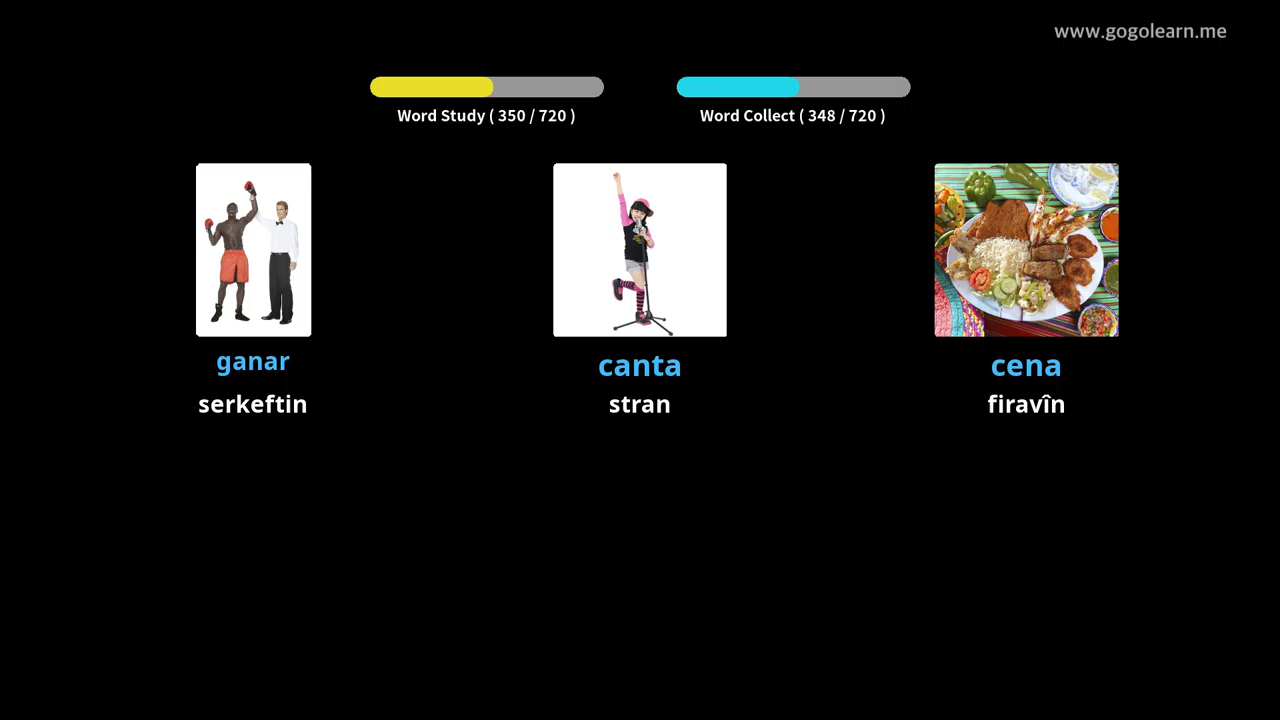 www.gogolearn.me
Word Study ( 350 / 720 )
Word Collect ( 348 / 720 )
ganar
canta
cena
serkeftin
stran
firavîn